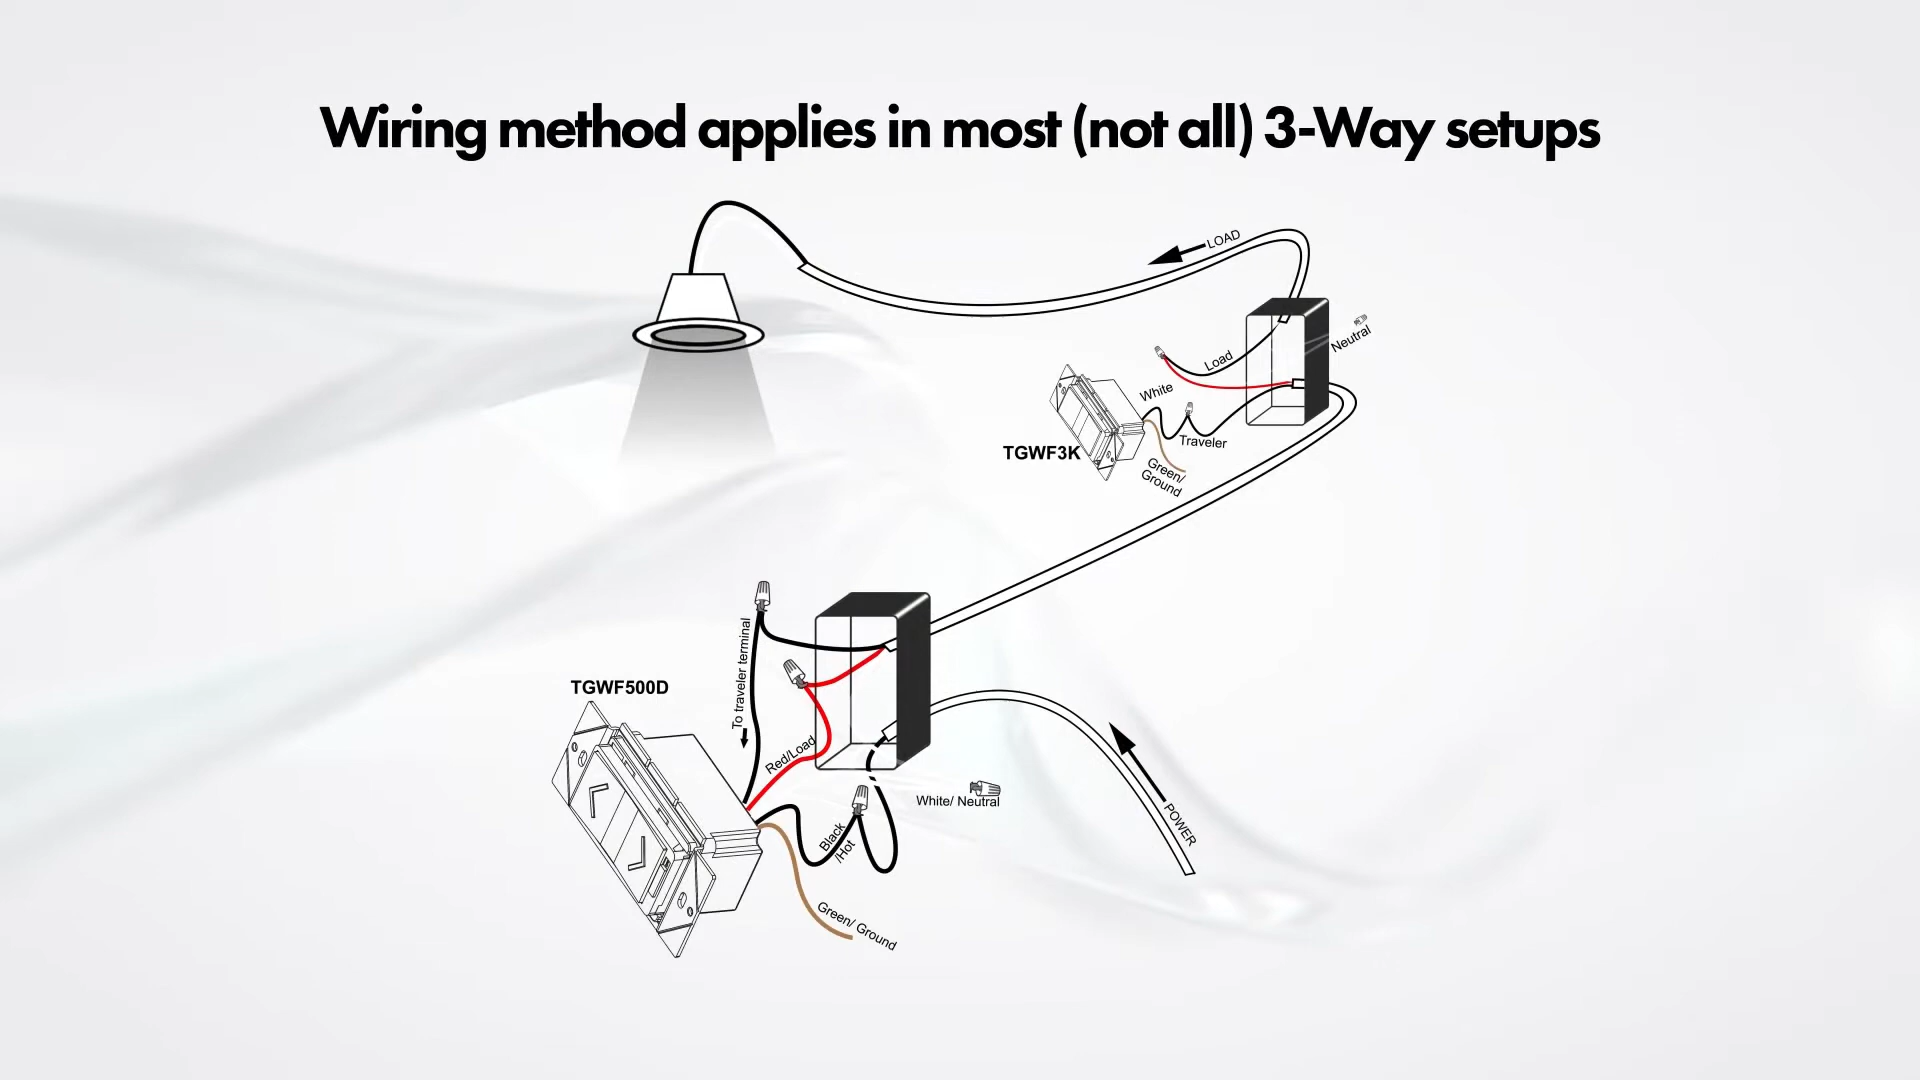 Wiring method applies in most (not all) 3-Way setups
LOAD
Neutral
Load
White
Traveler
TGWF3K
Green/
Ground
To traveler terminal
TGWF500D
Red/Load
White/ Neutral
POWER
Black
/Hot
Green/ Ground